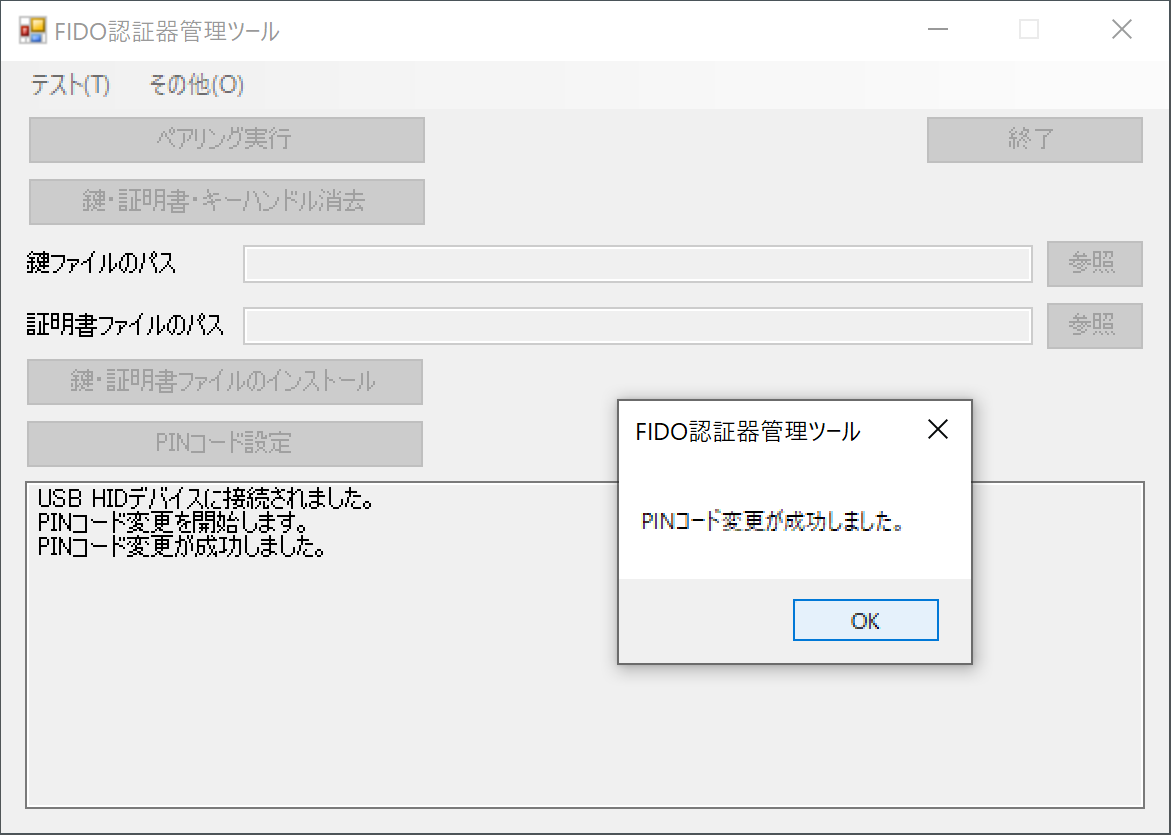 FIDO認証器管理ツール
テスト(T) その他(O)
ペアリング実行
終了
鍵・証明書・キーハンドル消去
鍵ファイルのパス
参照
証明書ファイルのパス
参照
鍵・証明書ファイルのインストール
PINコード設定
USB HIDデバイスに接続されました。
PINコード変更を開始します。
PINコード変更が成功しました。
FIDO認証器管理ツール
PINコード変更が成功しました。
OK